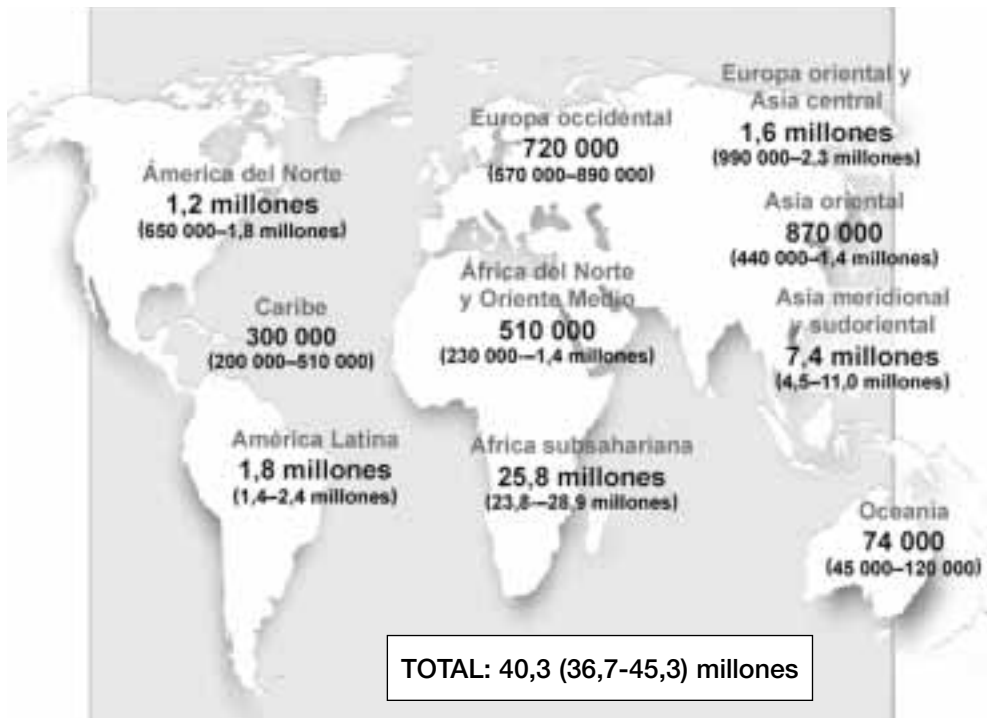 Ámerica del Norte
1,2 millones
(650 000–1,8 millones)
Caribe
300 000
(200 000–510 000)
América Latina
1,8 millones
(1,4–2,4 millones)
Europa occidental
720 000
(570 000–890 000)
África del Norte
y Oriente Medio
510 000
(230 000–1,4 millones)
África subsahariana
25,8 millones
(23,8–28,9 millones)
Europa oriental y
Asia central
1,6 millones
(990 000–2,3 millones)
Asia oriental
870 000
(440 000–1,4 millones)
Asia meridional
y sudoriental
7,4 millones
(4,5–11,0 millones)
Oceania
74 000
(45 000–120 000)
TOTAL: 40,3 (36,7-45,3) millones